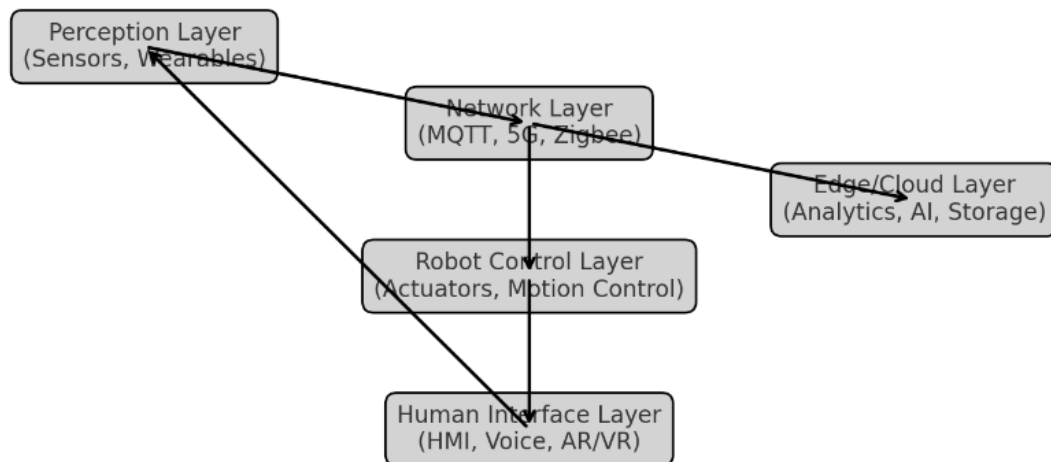 Perception Layer
(Sensors, Wearables)
Network Layer
(MQTT, 5G, Zigbee)
Edge/Cloud Layer
(Analytics, AI, Storage)
Robot Control Layer
(Actuators, Motion Control)
Human Interface Layer
(HMI, Voice, AR/VR)